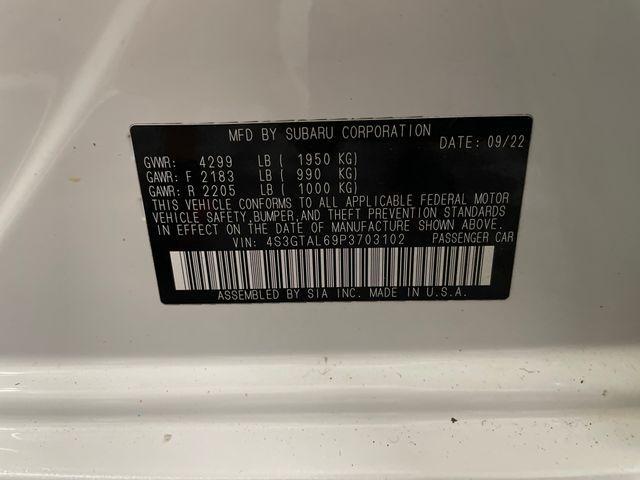 MFD BY SUBARU CORPORATION
DATE: 09/22
GVWR: 4299 LB ( 1950 KG)
GAWR: F 2183 LB ( 990 KG)
GAWR: R 2205 LB ( 1000 KG)
THIS VEHICLE CONFORMS TO ALL APPLICABLE FEDERAL MOTOR
VEHICLE SAFETY,BUMPER,AND THEFT PREVENTION STANDARDS
IN EFFECT ON THE DATE OF MANUFACTURE SHOWN ABOVE.
VIN: 4S3GTAL69P3703102 PASSENGER CAR
ASSEMBLED BY SIA INC. MADE IN U.S.A.